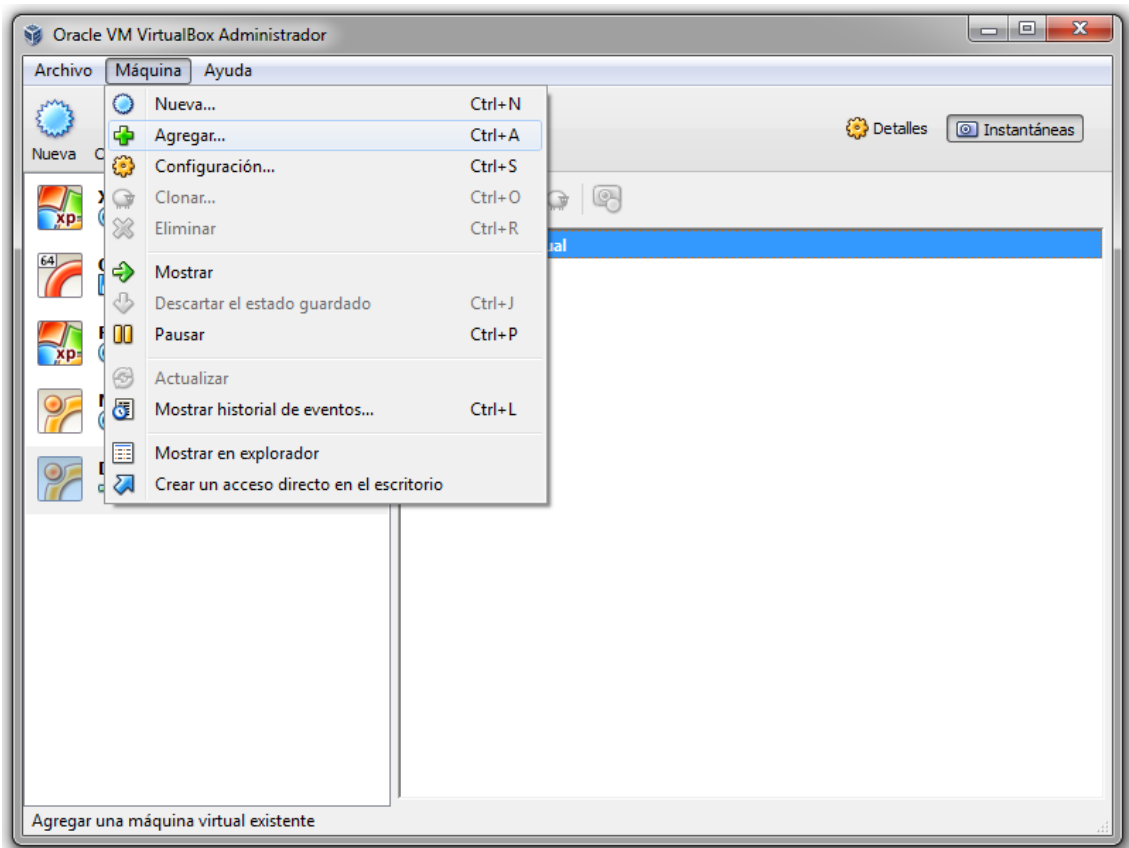 Oracle VM VirtualBox Administrador
Archivo Máquina Ayuda
Nueva... Ctrl+N
Agregar... Ctrl+A
Configuración... Ctrl+S
Clonar... Ctrl+O
Eliminar Ctrl+R
Mostrar
Descartar el estado guardado Ctrl+J
Pausar Ctrl+P
Actualizar
Mostrar historial de eventos... Ctrl+L
Mostrar en explorador
Crear un acceso directo en el escritorio
Nueva
Detalles Instantáneas
xp
64
xp
Agregar una máquina virtual existente